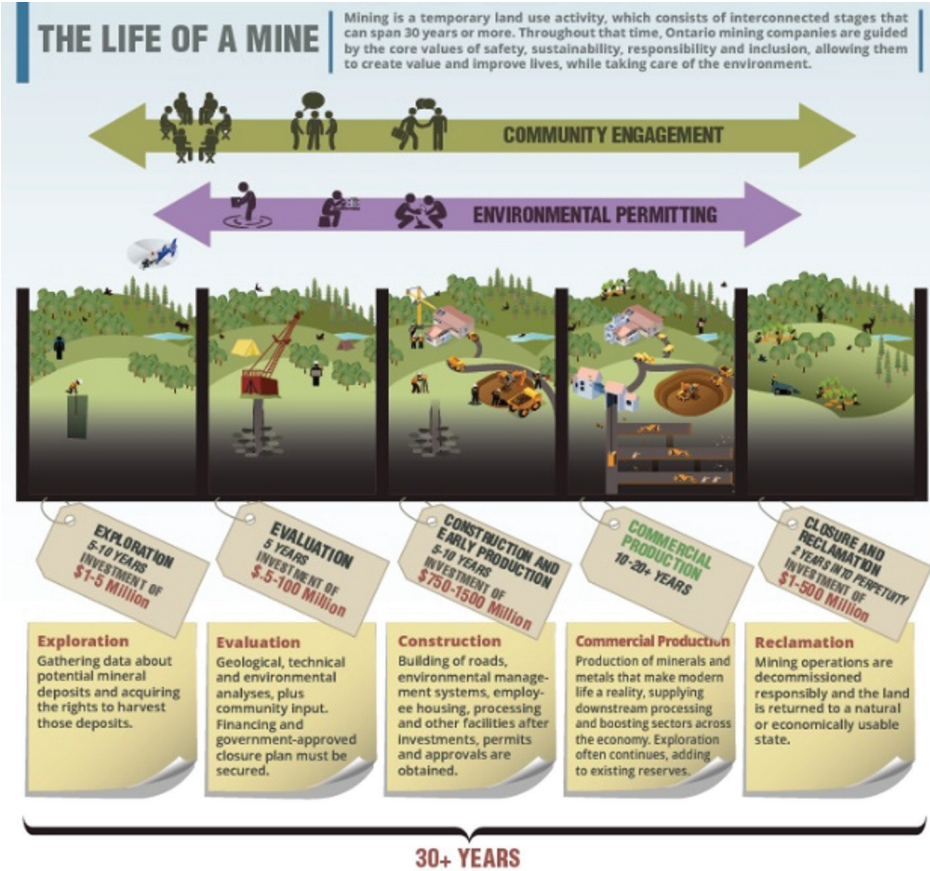 THE LIFE OF A MINE
Mining is a temporary land use activity, which consists of interconnected stages that
can span 30 years or more. Throughout that time, Ontario mining companies are guided
by the core values of safety, sustainability, responsibility and inclusion, allowing them
to create value and improve lives, while taking care of the environment.
COMMUNITY ENGAGEMENT
ENVIRONMENTAL PERMITTING
EXPLORATION
5-10 YEARS
INVESTMENT OF
$1-5 Million
EVALUATION
5 YEARS
INVESTMENT OF
$.5-100 Million
CONSTRUCTION AND
EARLY PRODUCTION
5-10 YEARS
INVESTMENT OF
$750-1500 Million
COMMERCIAL
PRODUCTION
10-20+ YEARS
CLOSURE AND
RECLAMATION
2 YEARS INTO PERPETUITY
INVESTMENT OF
$1-500 Million
Exploration
Gathering data about
potential mineral
deposits and acquiring
the rights to harvest
those deposits.
Evaluation
Geological, technical
and environmental
analyses, plus
community input.
Financing and
government-approved
closure plan must be
secured.
Construction
Building of roads,
environmental manage-
ment systems, employ-
ee housing, processing
and other facilities after
investments, permits
and approvals are
obtained.
Commercial Production
Production of minerals and
metals that make modern
life a reality, supplying
downstream processing
and boosting sectors across
the economy. Exploration
often continues, adding
to existing reserves.
Reclamation
Mining operations are
decommissioned
responsibly and the land
is returned to a natural
or economically usable
state.
30+ YEARS